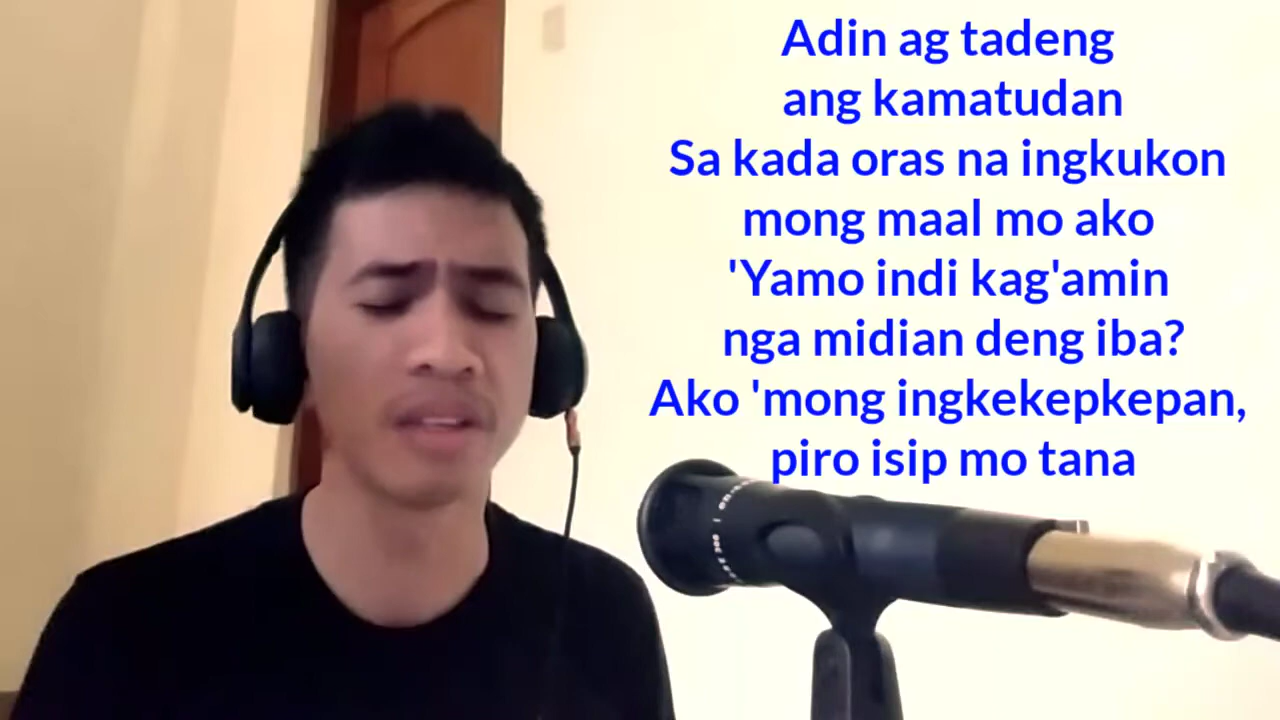 Adin ag tadeng
ang kamatudan
Sa kada oras na ingkukon
mong maal mo ako
'Yamo indi kag'amin
nga midian deng iba?
Ako 'mong ingkekepkepan,
piro isip mo tana